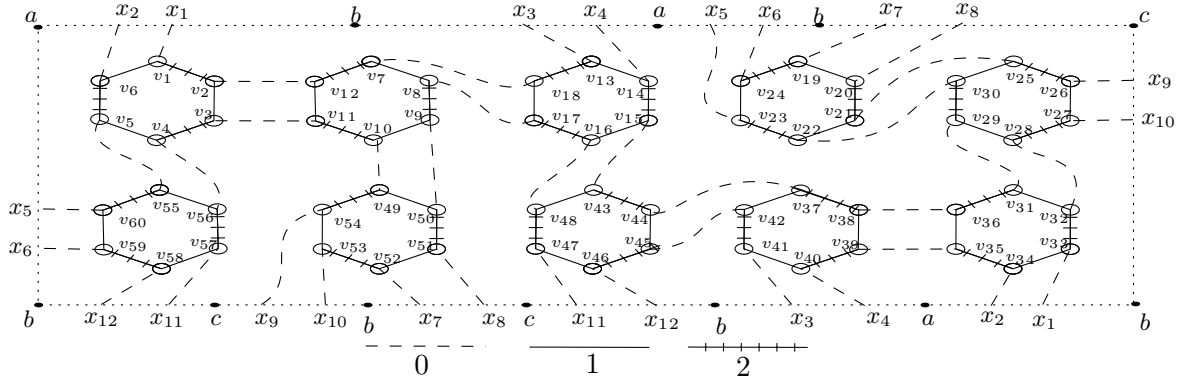 a x₂ x₁ b x₃ x₄ a x₅ x₆ b x₇ x₈ c
v₁ v₇ v₁₃ v₁₉ v₂₅
v₆ v₂ v₁₂ v₈ v₁₈ v₁₄ v₂₄ v₂₀ v₃₀ v₂₆ x₉
v₅ v₃ v₁₁ v₉ v₁₇ v₁₅ v₂₃ v₂₁ v₂₉ v₂₇ x₁₀
v₄ v₁₀ v₁₆ v₂₂ v₂₈
x₅ v₆₀ v₅₅ v₅₆ v₅₄ v₄₉ v₅₀ v₄₈ v₄₃ v₄₄ v₄₂ v₃₇ v₃₈ v₃₆ v₃₁ v₃₂
x₆ v₅₉ v₅₈ v₅₇ v₅₃ v₅₂ v₅₁ v₄₇ v₄₆ v₄₅ v₄₁ v₄₀ v₃₉ v₃₅ v₃₄ v₃₃
b x₁₂ x₁₁ c x₉ x₁₀ b x₇ x₈ c x₁₁ x₁₂ b x₃ x₄ a x₂ x₁ b
0 1 2